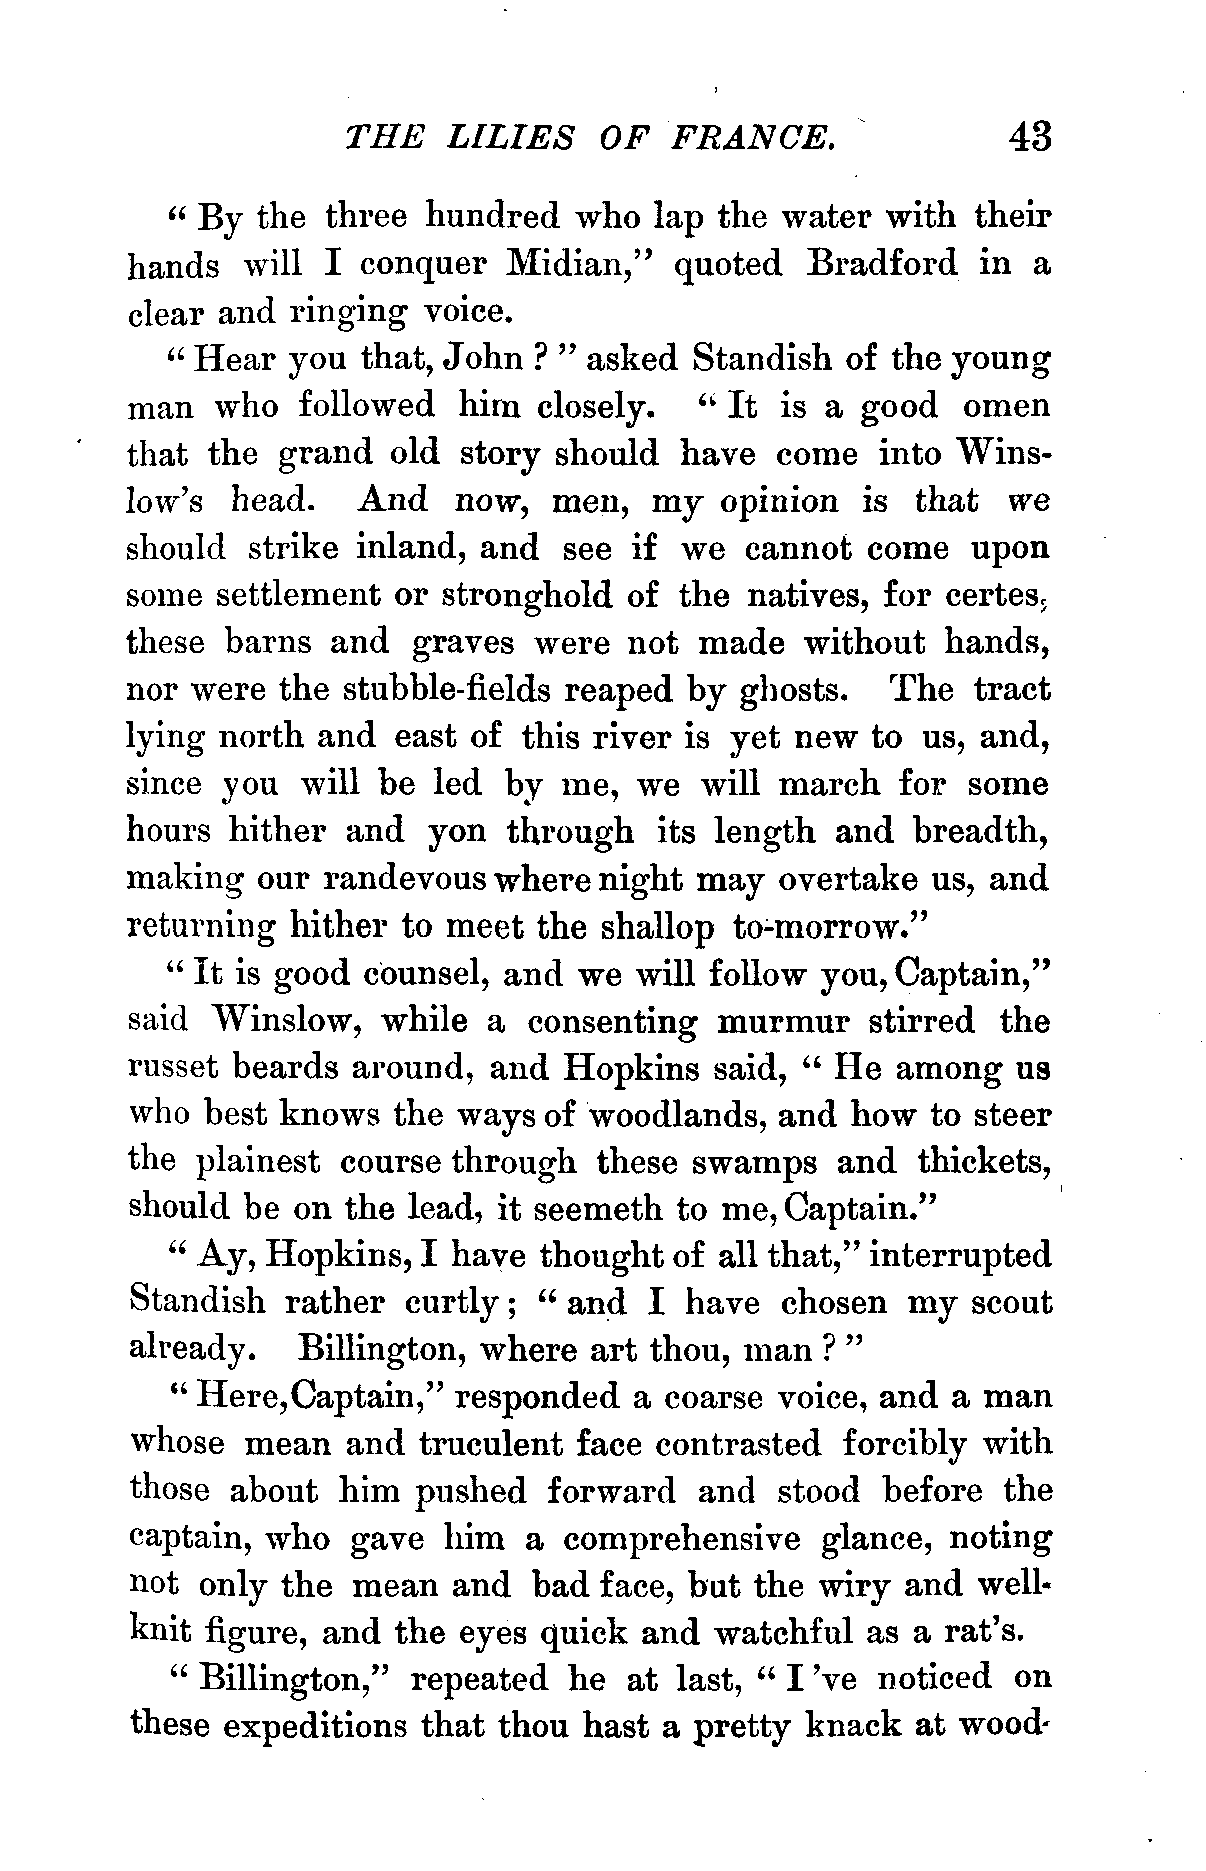 THE LILIES OF FRANCE. 43
“ By the three hundred who lap the water with their
hands will I conquer Midian,” quoted Bradford in a
clear and ringing voice.
“ Hear you that, John ? ” asked Standish of the young
man who followed him closely. “ It is a good omen
that the grand old story should have come into Wins-
low’s head. And now, men, my opinion is that we
should strike inland, and see if we cannot come upon
some settlement or stronghold of the natives, for certes,
these barns and graves were not made without hands,
nor were the stubble-fields reaped by ghosts. The tract
lying north and east of this river is yet new to us, and,
since you will be led by me, we will march for some
hours hither and yon through its length and breadth,
making our randevous where night may overtake us, and
returning hither to meet the shallop to-morrow.”
“ It is good counsel, and we will follow you, Captain,”
said Winslow, while a consenting murmur stirred the
russet beards around, and Hopkins said, “ He among us
who best knows the ways of woodlands, and how to steer
the plainest course through these swamps and thickets,
should be on the lead, it seemeth to me, Captain.”
“ Ay, Hopkins, I have thought of all that,” interrupted
Standish rather curtly ; “ and I have chosen my scout
already. Billington, where art thou, man ? ”
“ Here, Captain,” responded a coarse voice, and a man
whose mean and truculent face contrasted forcibly with
those about him pushed forward and stood before the
captain, who gave him a comprehensive glance, noting
not only the mean and bad face, but the wiry and well-
knit figure, and the eyes quick and watchful as a rat’s.
“ Billington,” repeated he at last, “ I ’ve noticed on
these expeditions that thou hast a pretty knack at wood-